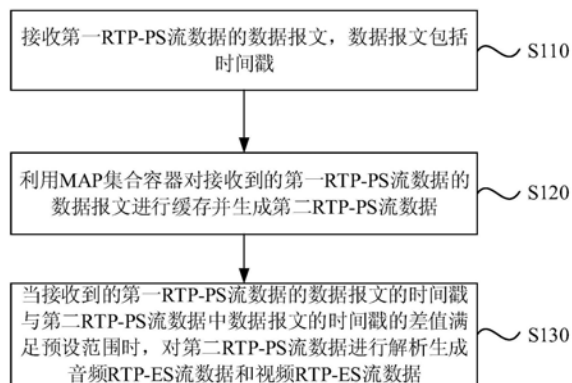 接收第一RTP-PS流数据的数据报文，数据报文包括
时间戳
S110
利用MAP集合容器对接收到的第一RTP-PS流数据的
数据报文进行缓存并生成第二RTP-PS流数据
S120
当接收到的第一RTP-PS流数据的数据报文的时间戳
与第二RTP-PS流数据中数据报文的时间戳的差值满
足预设范围时，对第二RTP-PS流数据进行解析生成
音频RTP-ES流数据和视频RTP-ES流数据
S130